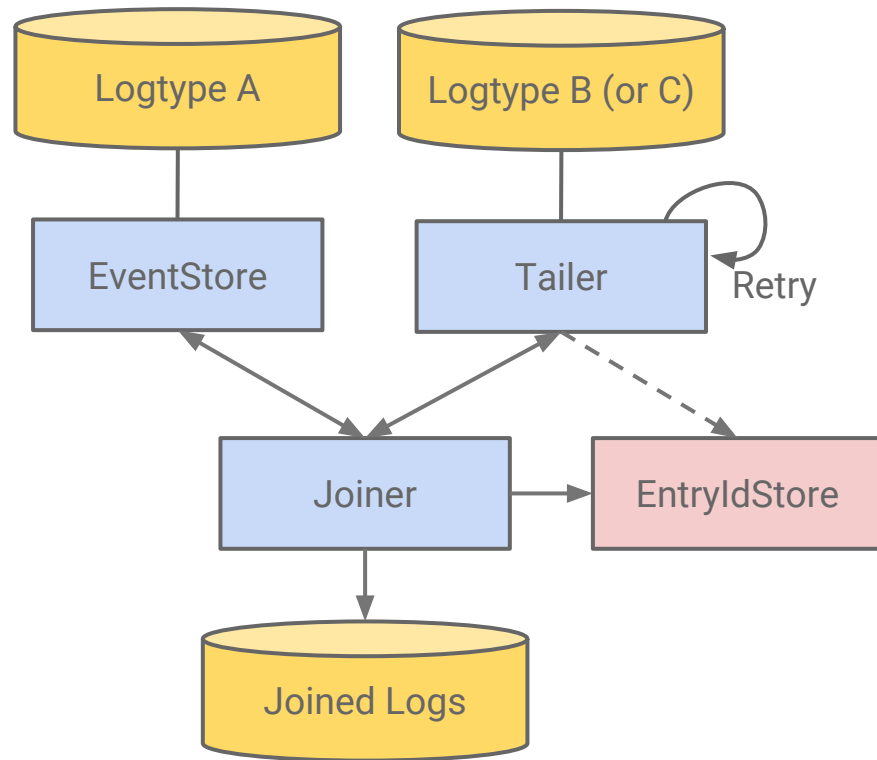 Logtype A
Logtype B (or C)
EventStore
Tailer
Retry
Joiner
EntryIdStore
Joined Logs